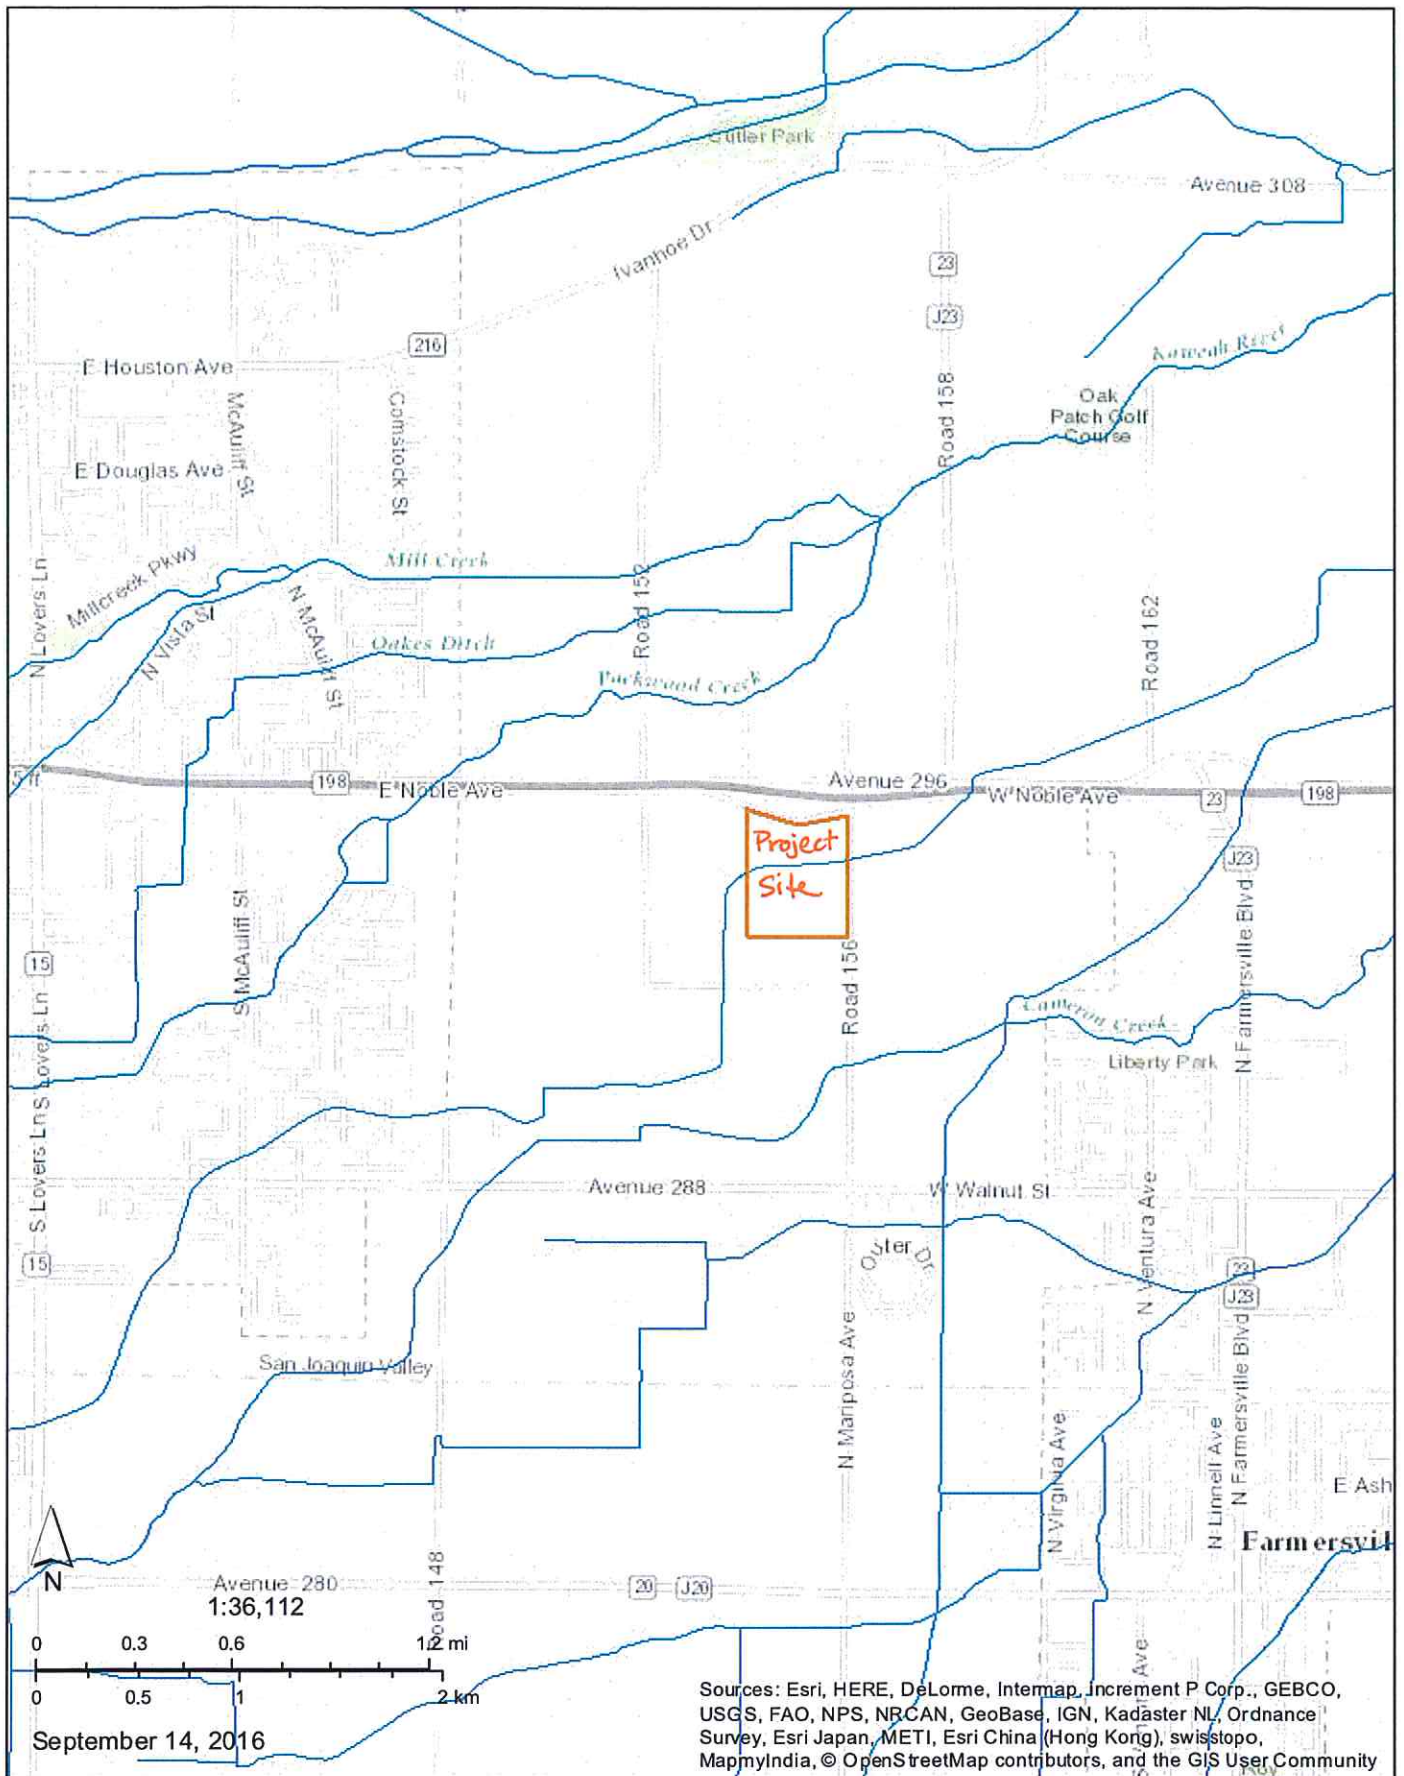 Cutler Park
Avenue 308
Ivanhoe Dr
23
J23
216
E Houston Ave
Kaweah River
McAuliff St
Comstock St
Road 158
Oak
Patch Golf
Course
E Douglas Ave
N Lovers Ln
Millcreek Pkwy
Mill Creek
N Vista St
N McAuliff St
Road 152
Oakes Ditch
Road 162
Packwood Creek
198
E Noble Ave
Avenue 296
W Noble Ave
23
198
Project
Site
J23
S McAuliff St
N Farmersville Blvd
15
Road 156
S Lovers Ln
Cameron Creek
Liberty Park
S Lovers Ln
Avenue 288
W Walnut St
N Ventura Ave
Outer Dr
15
23
J23
San Joaquin Valley
N Mariposa Ave
N Farmersville Blvd
N Virginia Ave
N Linnell Ave
E Ash
Farmersvil
N
Avenue 280
1:36,112
Road 148
20
J20
0 0.3 0.6 1.2 mi
0 0.5 1 2 km
September 14, 2016
Sources: Esri, HERE, DeLorme, Intermap, Increment P Corp., GEBCO,
USGS, FAO, NPS, NRCAN, GeoBase, IGN, Kadaster NL, Ordnance
Survey, Esri Japan, METI, Esri China (Hong Kong), swisstopo,
MapmyIndia, © OpenStreetMap contributors, and the GIS User Community